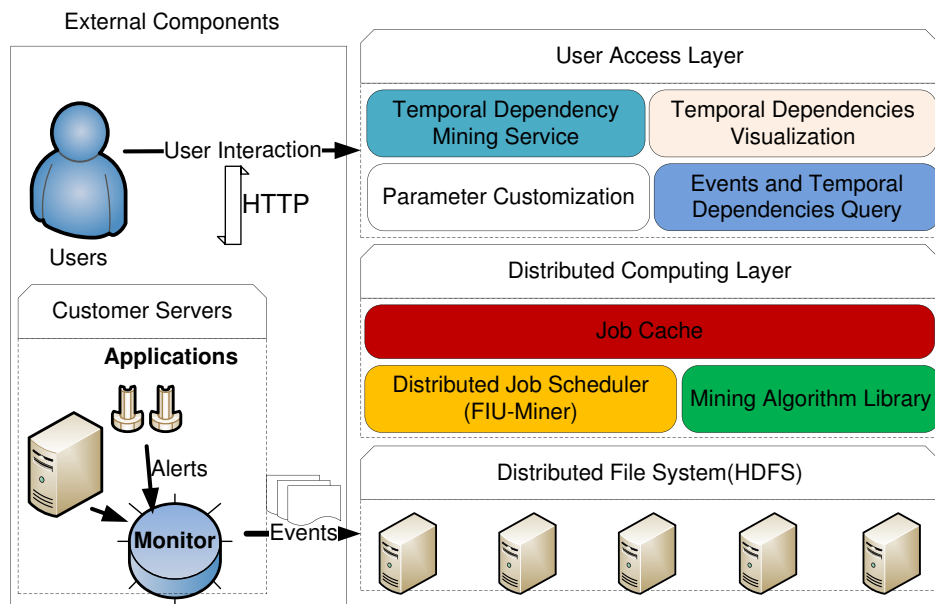 External Components
Users
User Interaction
HTTP
Customer Servers
Applications
Alerts
Monitor
Events
User Access Layer
Temporal Dependency
Mining Service
Temporal Dependencies
Visualization
Parameter Customization
Events and Temporal
Dependencies Query
Distributed Computing Layer
Job Cache
Distributed Job Scheduler
(FIU-Miner)
Mining Algorithm Library
Distributed File System(HDFS)